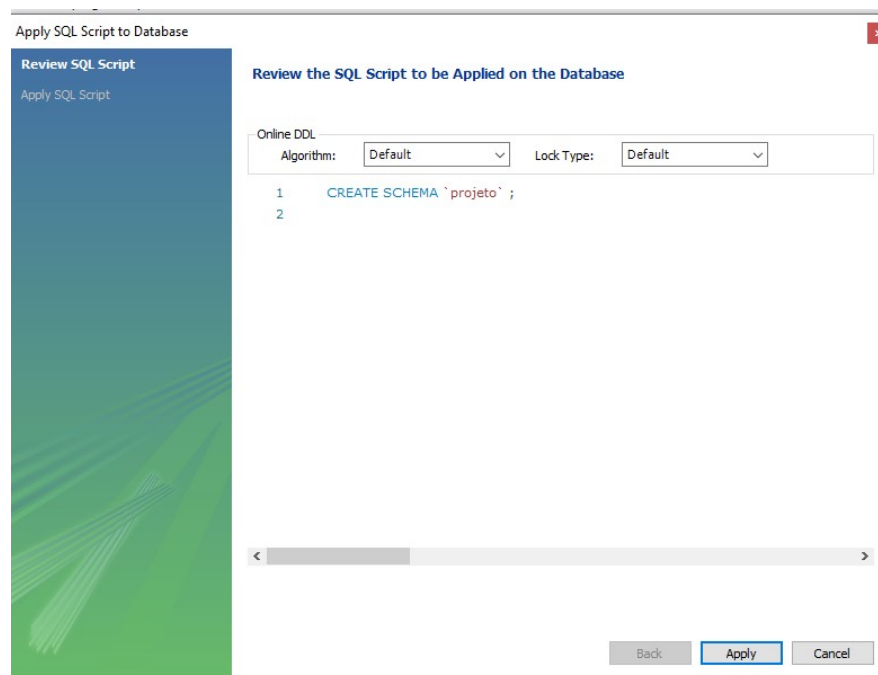 Apply SQL Script to Database
Review SQL Script
Apply SQL Script
Review the SQL Script to be Applied on the Database
Online DDL
Algorithm: Default Lock Type: Default
1 CREATE SCHEMA `projeto` ;
2
Back Apply Cancel